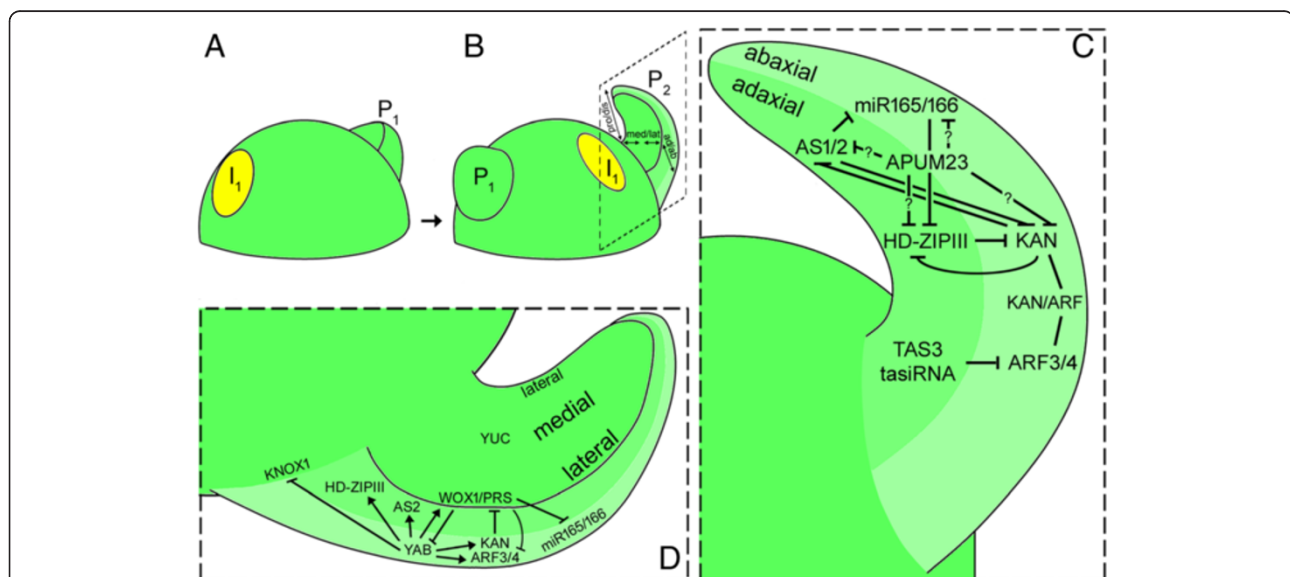 A
B
C
P1
P2
pro/dis
med/lat
ad/ab
I1
P1
I1
abaxial
adaxial
miR165/166
?
AS1/2
?
APUM23
?
?
HD-ZIPIII
KAN
KAN/ARF
TAS3
tasiRNA
ARF3/4
lateral
medial
YUC
lateral
KNOX1
HD-ZIPIII
AS2
WOX1/PRS
miR165/166
YAB
KAN
ARF3/4
D